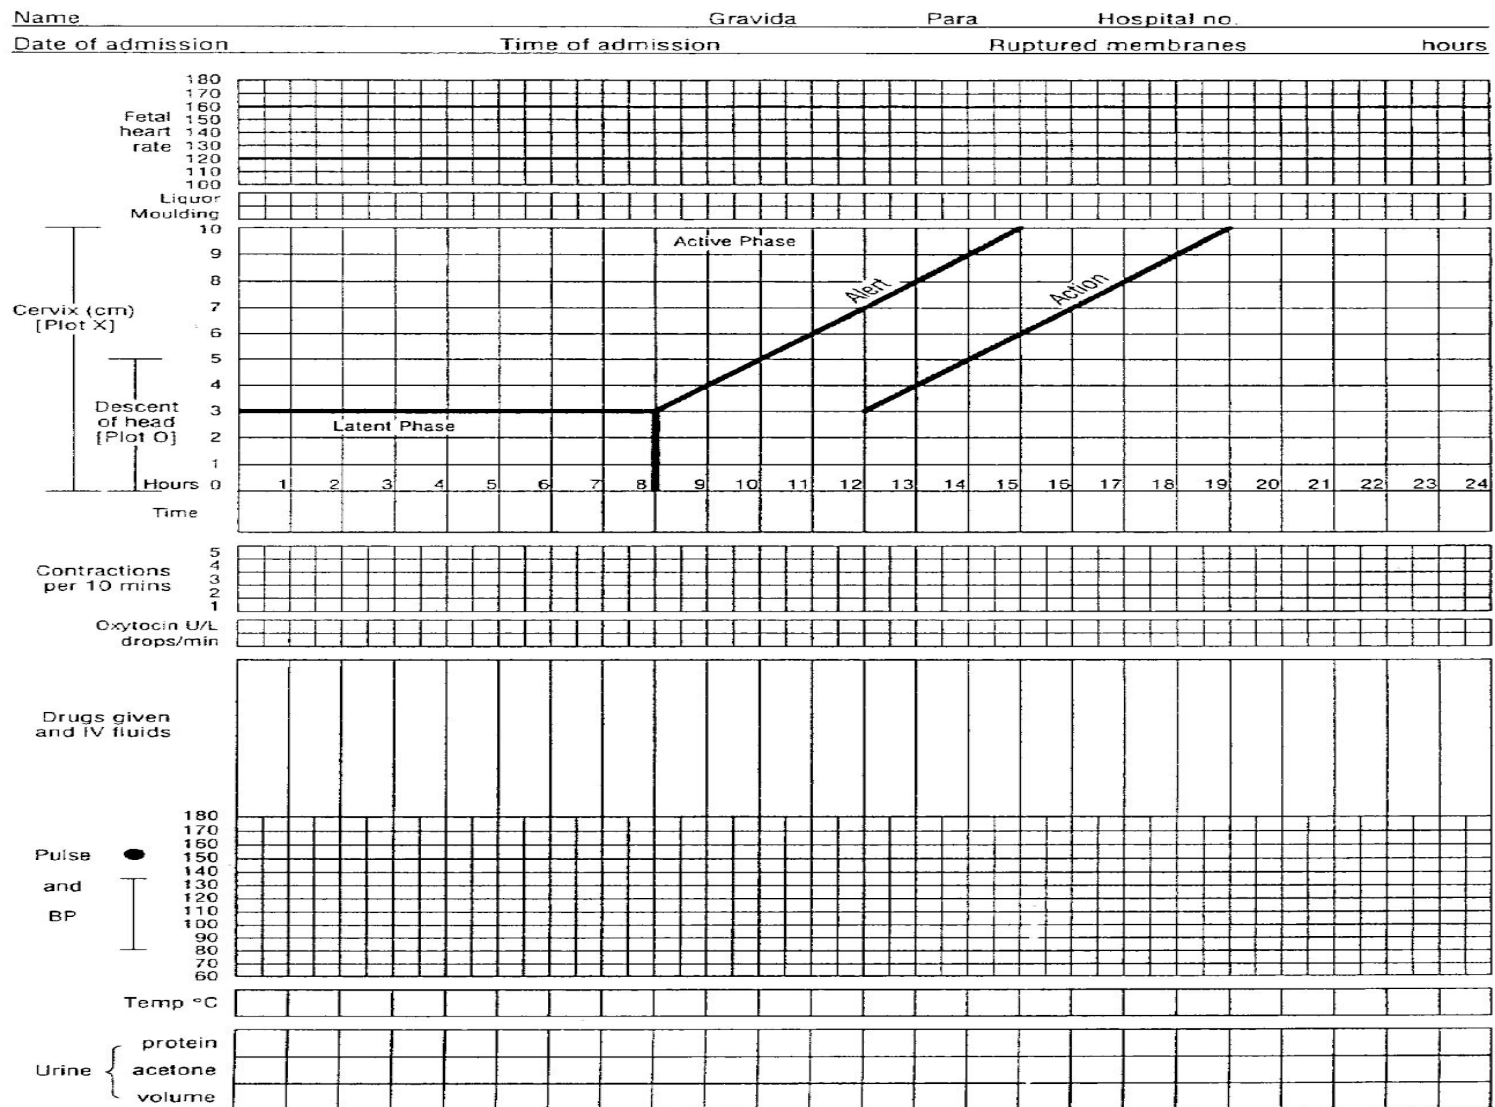 Name Gravida Para Hospital no.
Date of admission Time of admission Ruptured membranes hours
180
170
160
Fetal 150
heart 140
rate 130
120
110
100
Liquor
Moulding
10
Active Phase
9
8
Alert
Action
Cervix (cm) 7
[Plot X]
6
5
4
Descent 3
of head
[Plot O] 2
Latent Phase
1
Hours 0 1 2 3 4 5 6 7 8 9 10 11 12 13 14 15 16 17 18 19 20 21 22 23 24
Time
5
Contractions 4
per 10 mins 3
2
1
Oxytocin U/L
drops/min
Drugs given
and IV fluids
180
170
160
Pulse 150
140
and 130
120
BP 110
100
90
80
70
60
Temp °C
protein
Urine acetone
volume